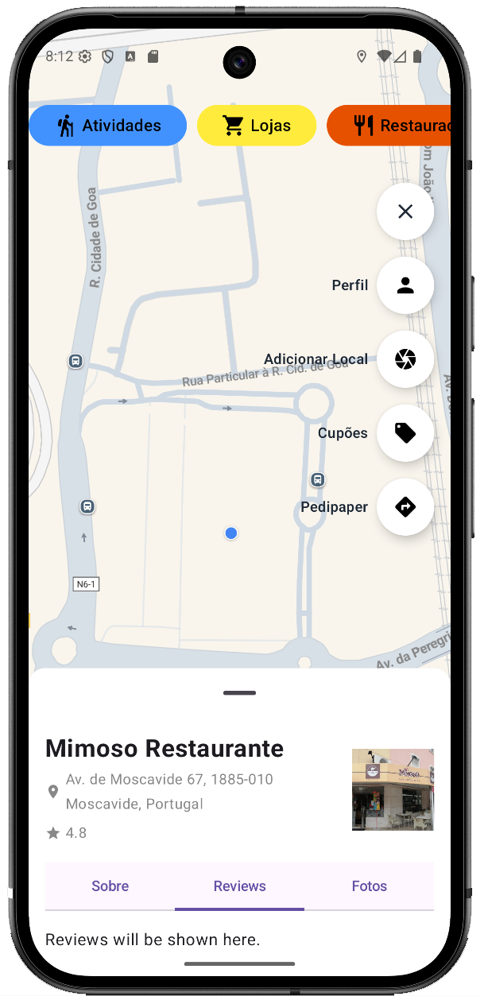 8:12
Atividades
Lojas
Restaurac
om João
R. Cidade de Goa
Perfil
Adicionar Local
Rua Particular à R. Cid. de Goa
Cupões
Pedipaper
N6-1
Av. da Peregri
Mimoso Restaurante
Av. de Moscavide 67, 1885-010
Moscavide, Portugal
4.8
Mimoso
Sobre
Reviews
Fotos
Reviews will be shown here.